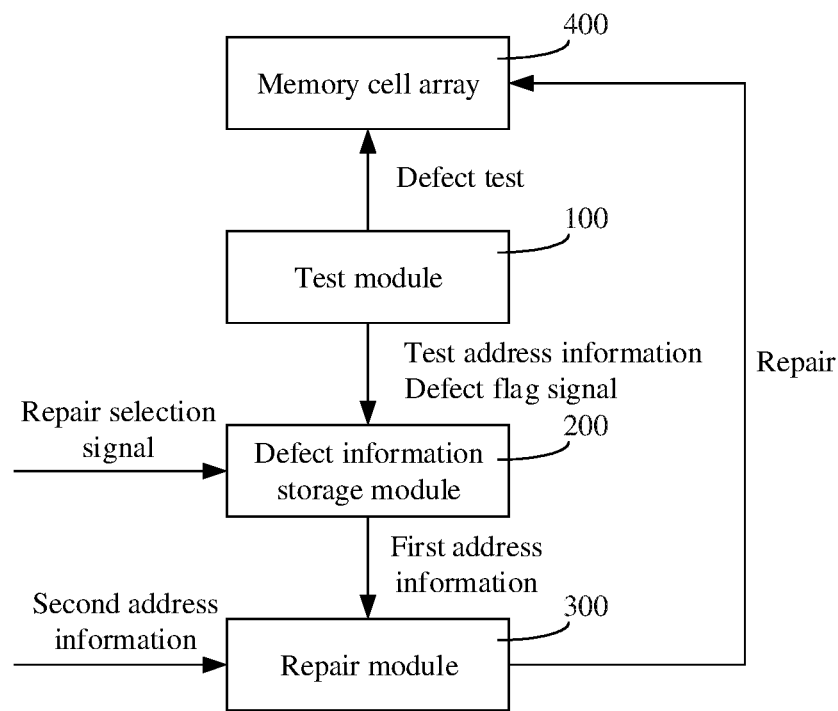 400
Memory cell array
Defect test
100
Test module
Test address information
Defect flag signal
Repair
Repair selection
signal
200
Defect information
storage module
First address
information
Second address
information
300
Repair module